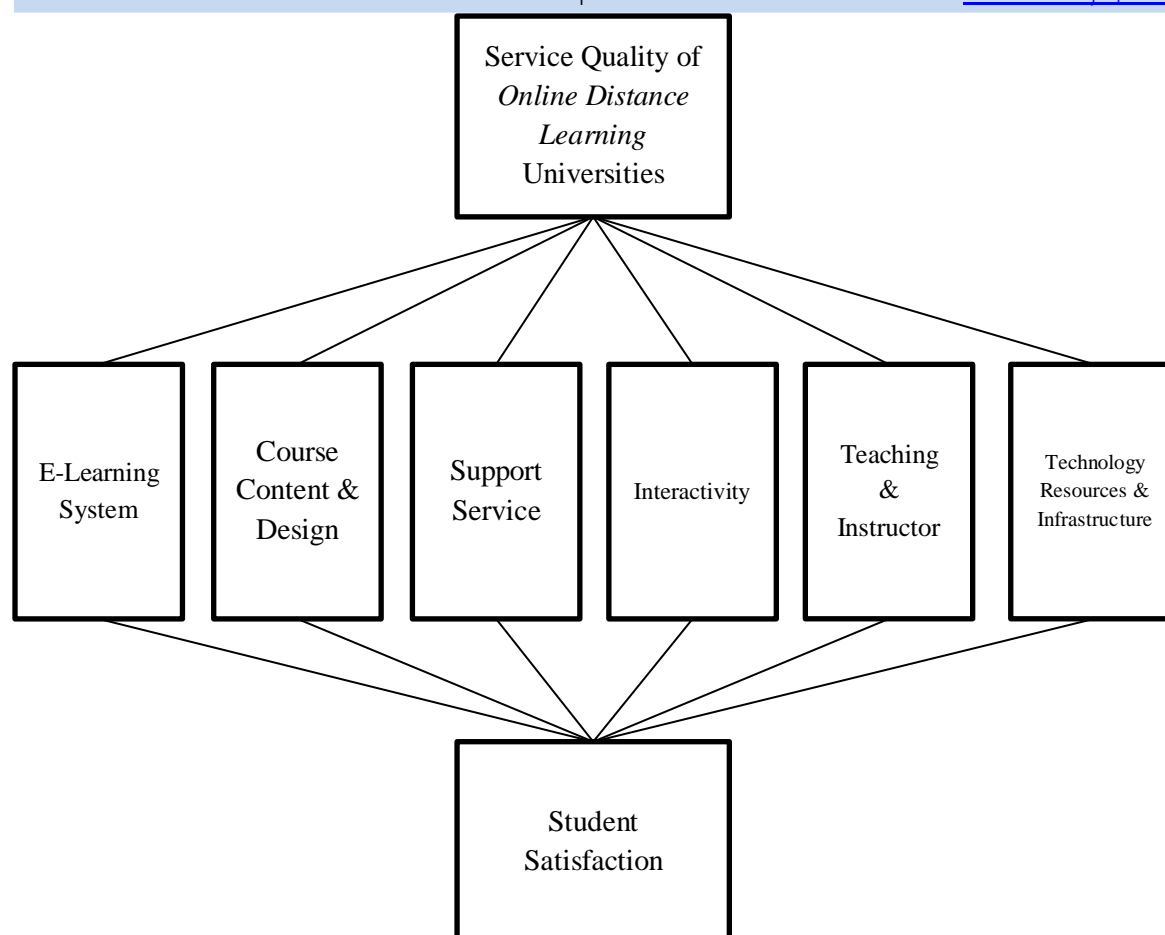 Service Quality of
Online Distance
Learning
Universities
E-Learning
System
Course
Content &
Design
Support
Service
Interactivity
Teaching
&
Instructor
Technology
Resources &
Infrastructure
Student
Satisfaction